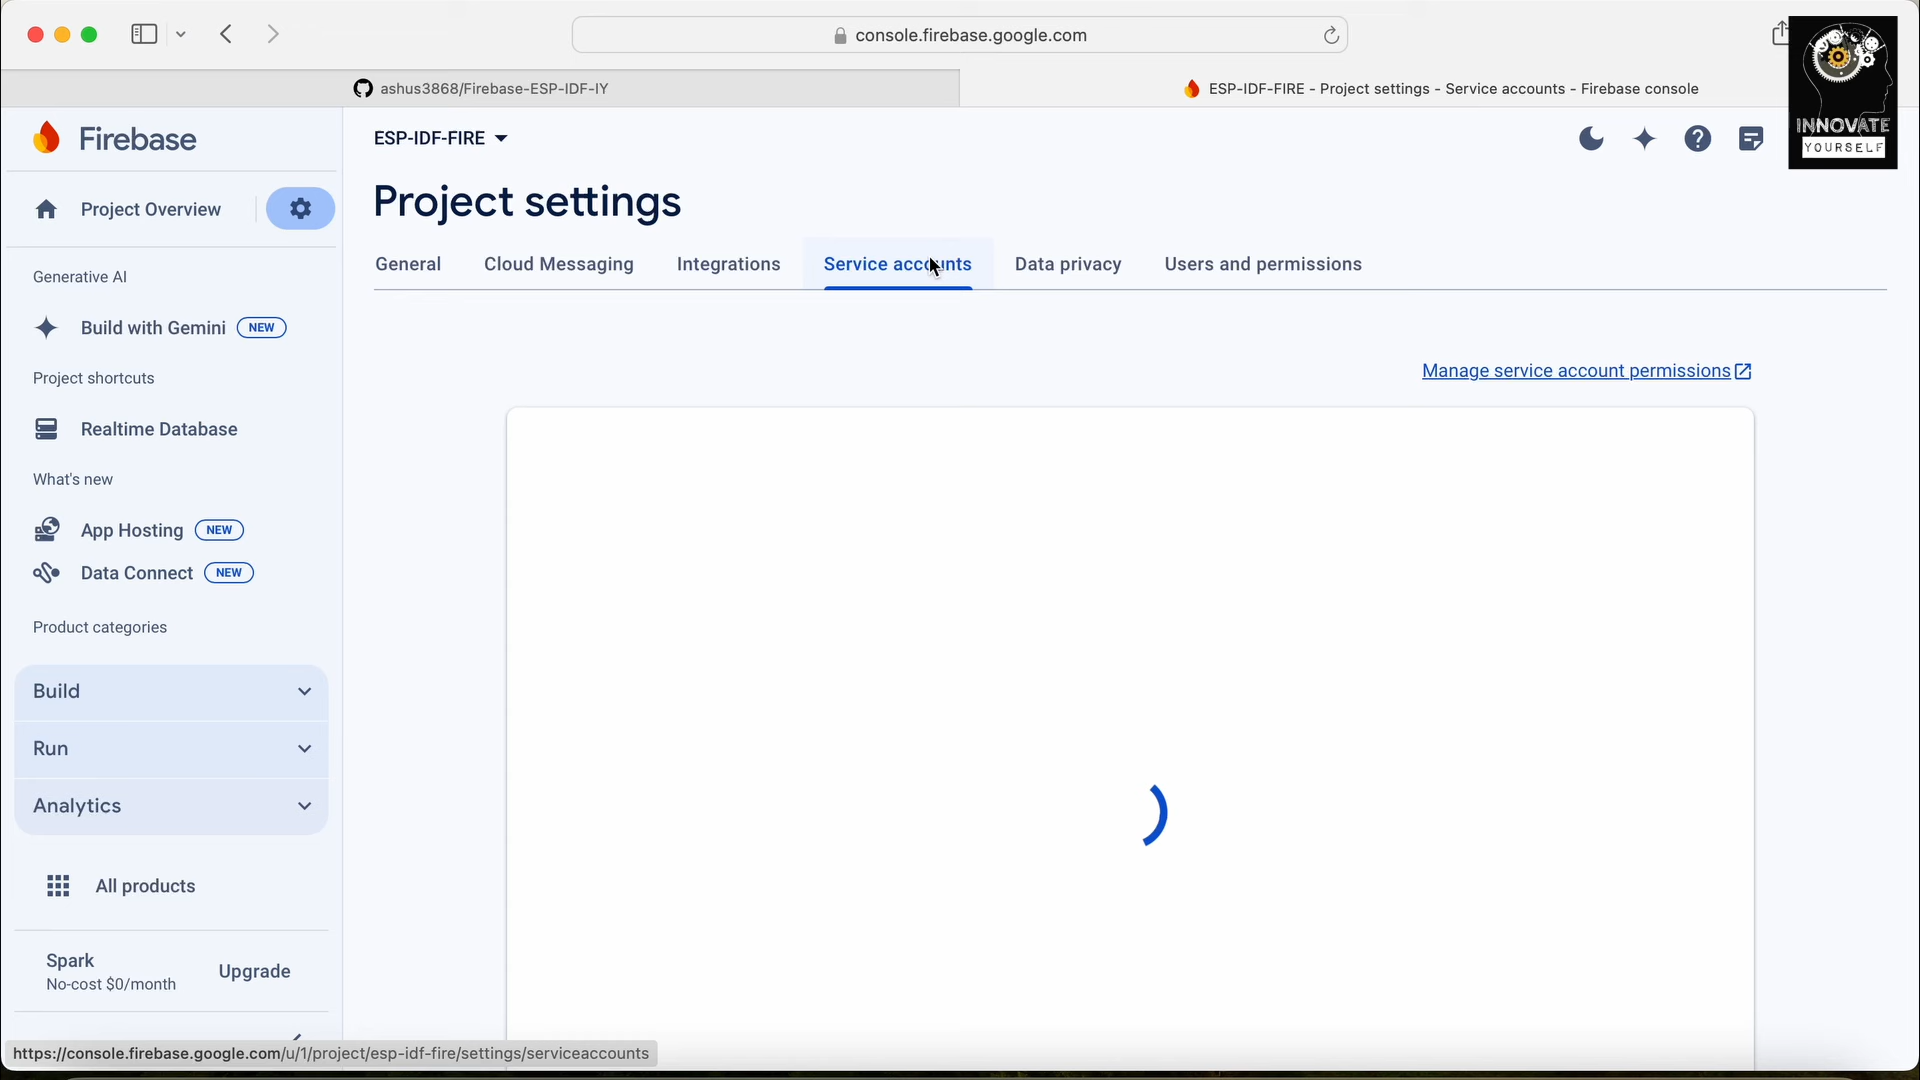 console.firebase.google.com
ashus3868/Firebase-ESP-IDF-IY
ESP-IDF-FIRE - Project settings - Service accounts - Firebase console
INNOVATE
YOURSELF
Firebase
ESP-IDF-FIRE
Project settings
Project Overview
General
Cloud Messaging
Integrations
Service accounts
Data privacy
Users and permissions
Generative AI
Build with Gemini NEW
Manage service account permissions
Project shortcuts
Realtime Database
What's new
App Hosting NEW
Data Connect NEW
Product categories
Build
Run
Analytics
All products
Spark
No-cost $0/month
Upgrade
https://console.firebase.google.com/u/1/project/esp-idf-fire/settings/serviceaccounts